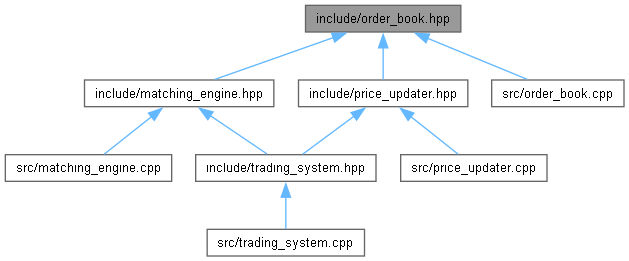 include/order_book.hpp
include/matching_engine.hpp
include/price_updater.hpp
src/order_book.cpp
src/matching_engine.cpp
include/trading_system.hpp
src/price_updater.cpp
src/trading_system.cpp